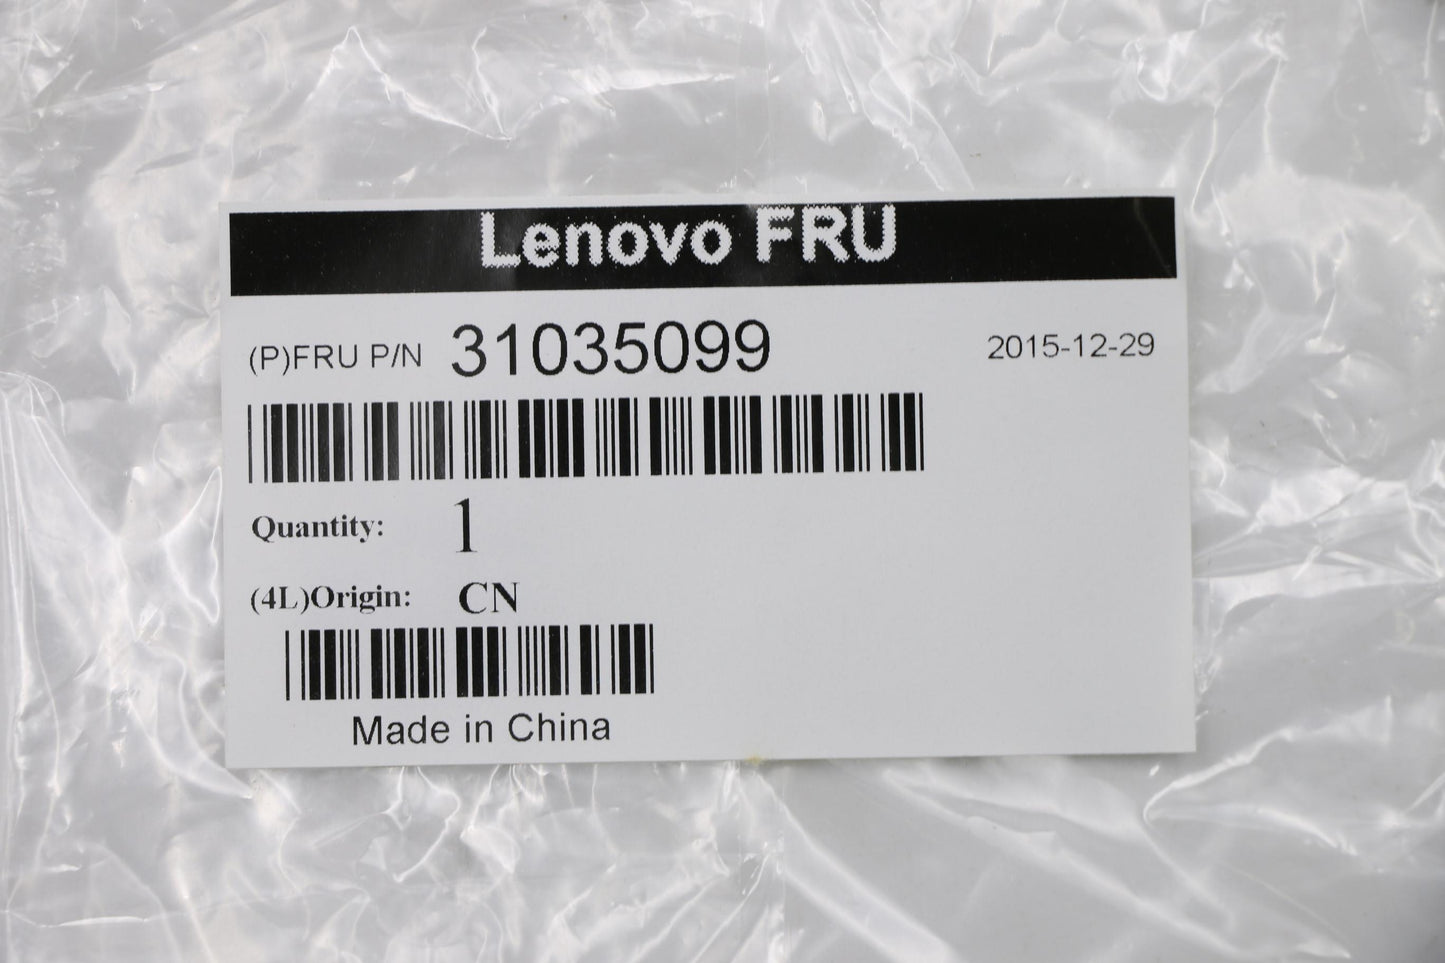 Lenovo FRU
(P)FRU P/N 31035099 2015-12-29
Quantity: 1
(4L)Origin: CN
Made in China